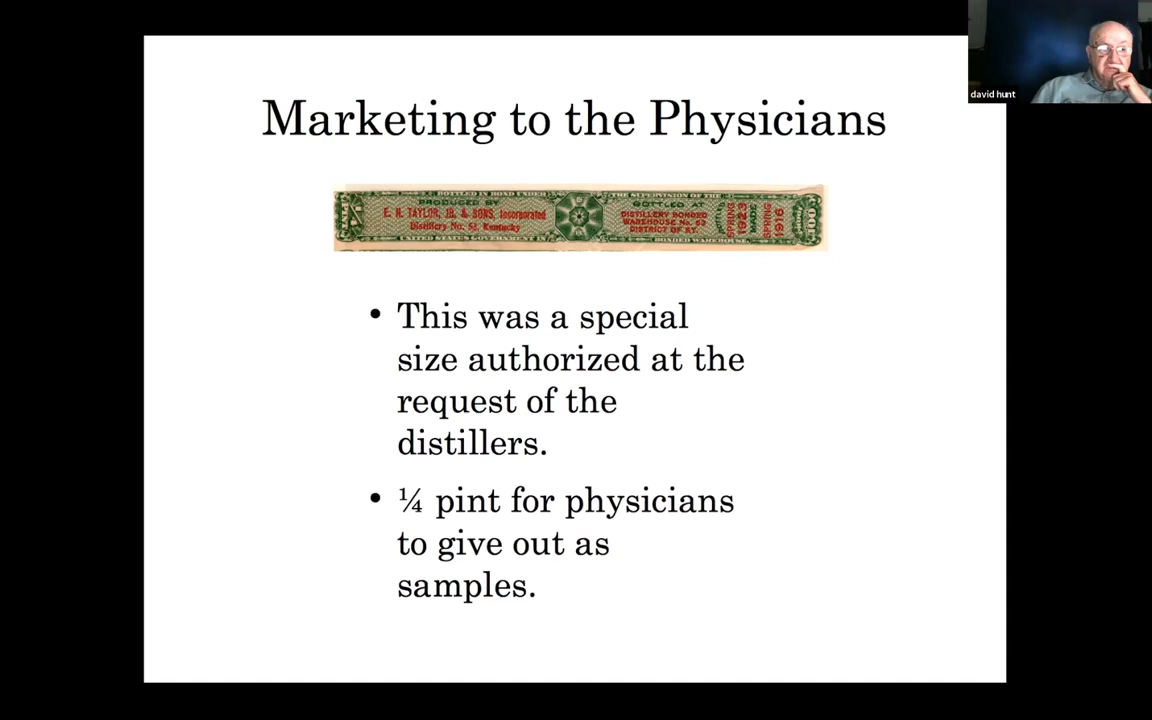 david hunt
Marketing to the Physicians
BOTTLED IN BOND UNDER THE SUPERVISION OF THE
PRODUCED BY
E. H. TAYLOR, JR. & SONS, Incorporated
Distillery No. 53, Kentucky
UNITED STATES GOVERNMENT IN BONDED WAREHOUSE
BOTTLED AT
DISTILLERY BONDED
WAREHOUSE No. 53
DISTRICT OF KY.
BOTTLED
SPRING
1923
MADE
SPRING
1916
100
• This was a special
size authorized at the
request of the
distillers.
• ¼ pint for physicians
to give out as
samples.